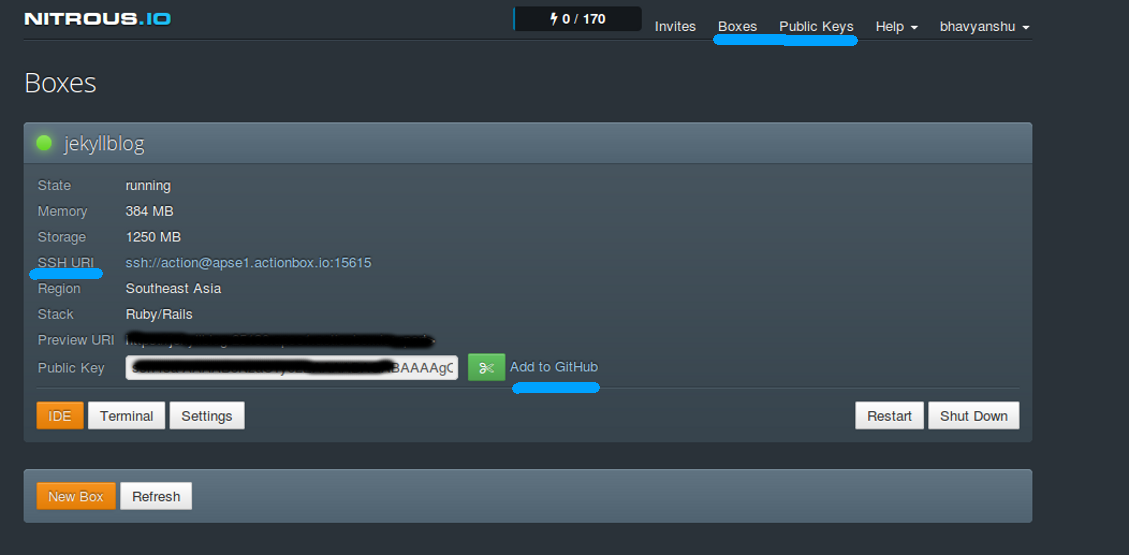 NITROUS.IO
0 / 170
Invites Boxes Public Keys Help bhavyanshu
Boxes
jekyllblog
State running
Memory 384 MB
Storage 1250 MB
SSH URI ssh://action@apse1.actionbox.io:15615
Region Southeast Asia
Stack Ruby/Rails
Preview URI
Public Key BAAAAgC Add to GitHub
IDE Terminal Settings Restart Shut Down
New Box Refresh